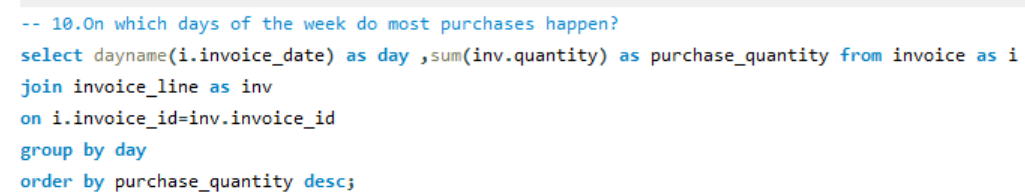 -- 10.On which days of the week do most purchases happen?
select dayname(i.invoice_date) as day ,sum(inv.quantity) as purchase_quantity from invoice as i
join invoice_line as inv
on i.invoice_id=inv.invoice_id
group by day
order by purchase_quantity desc;